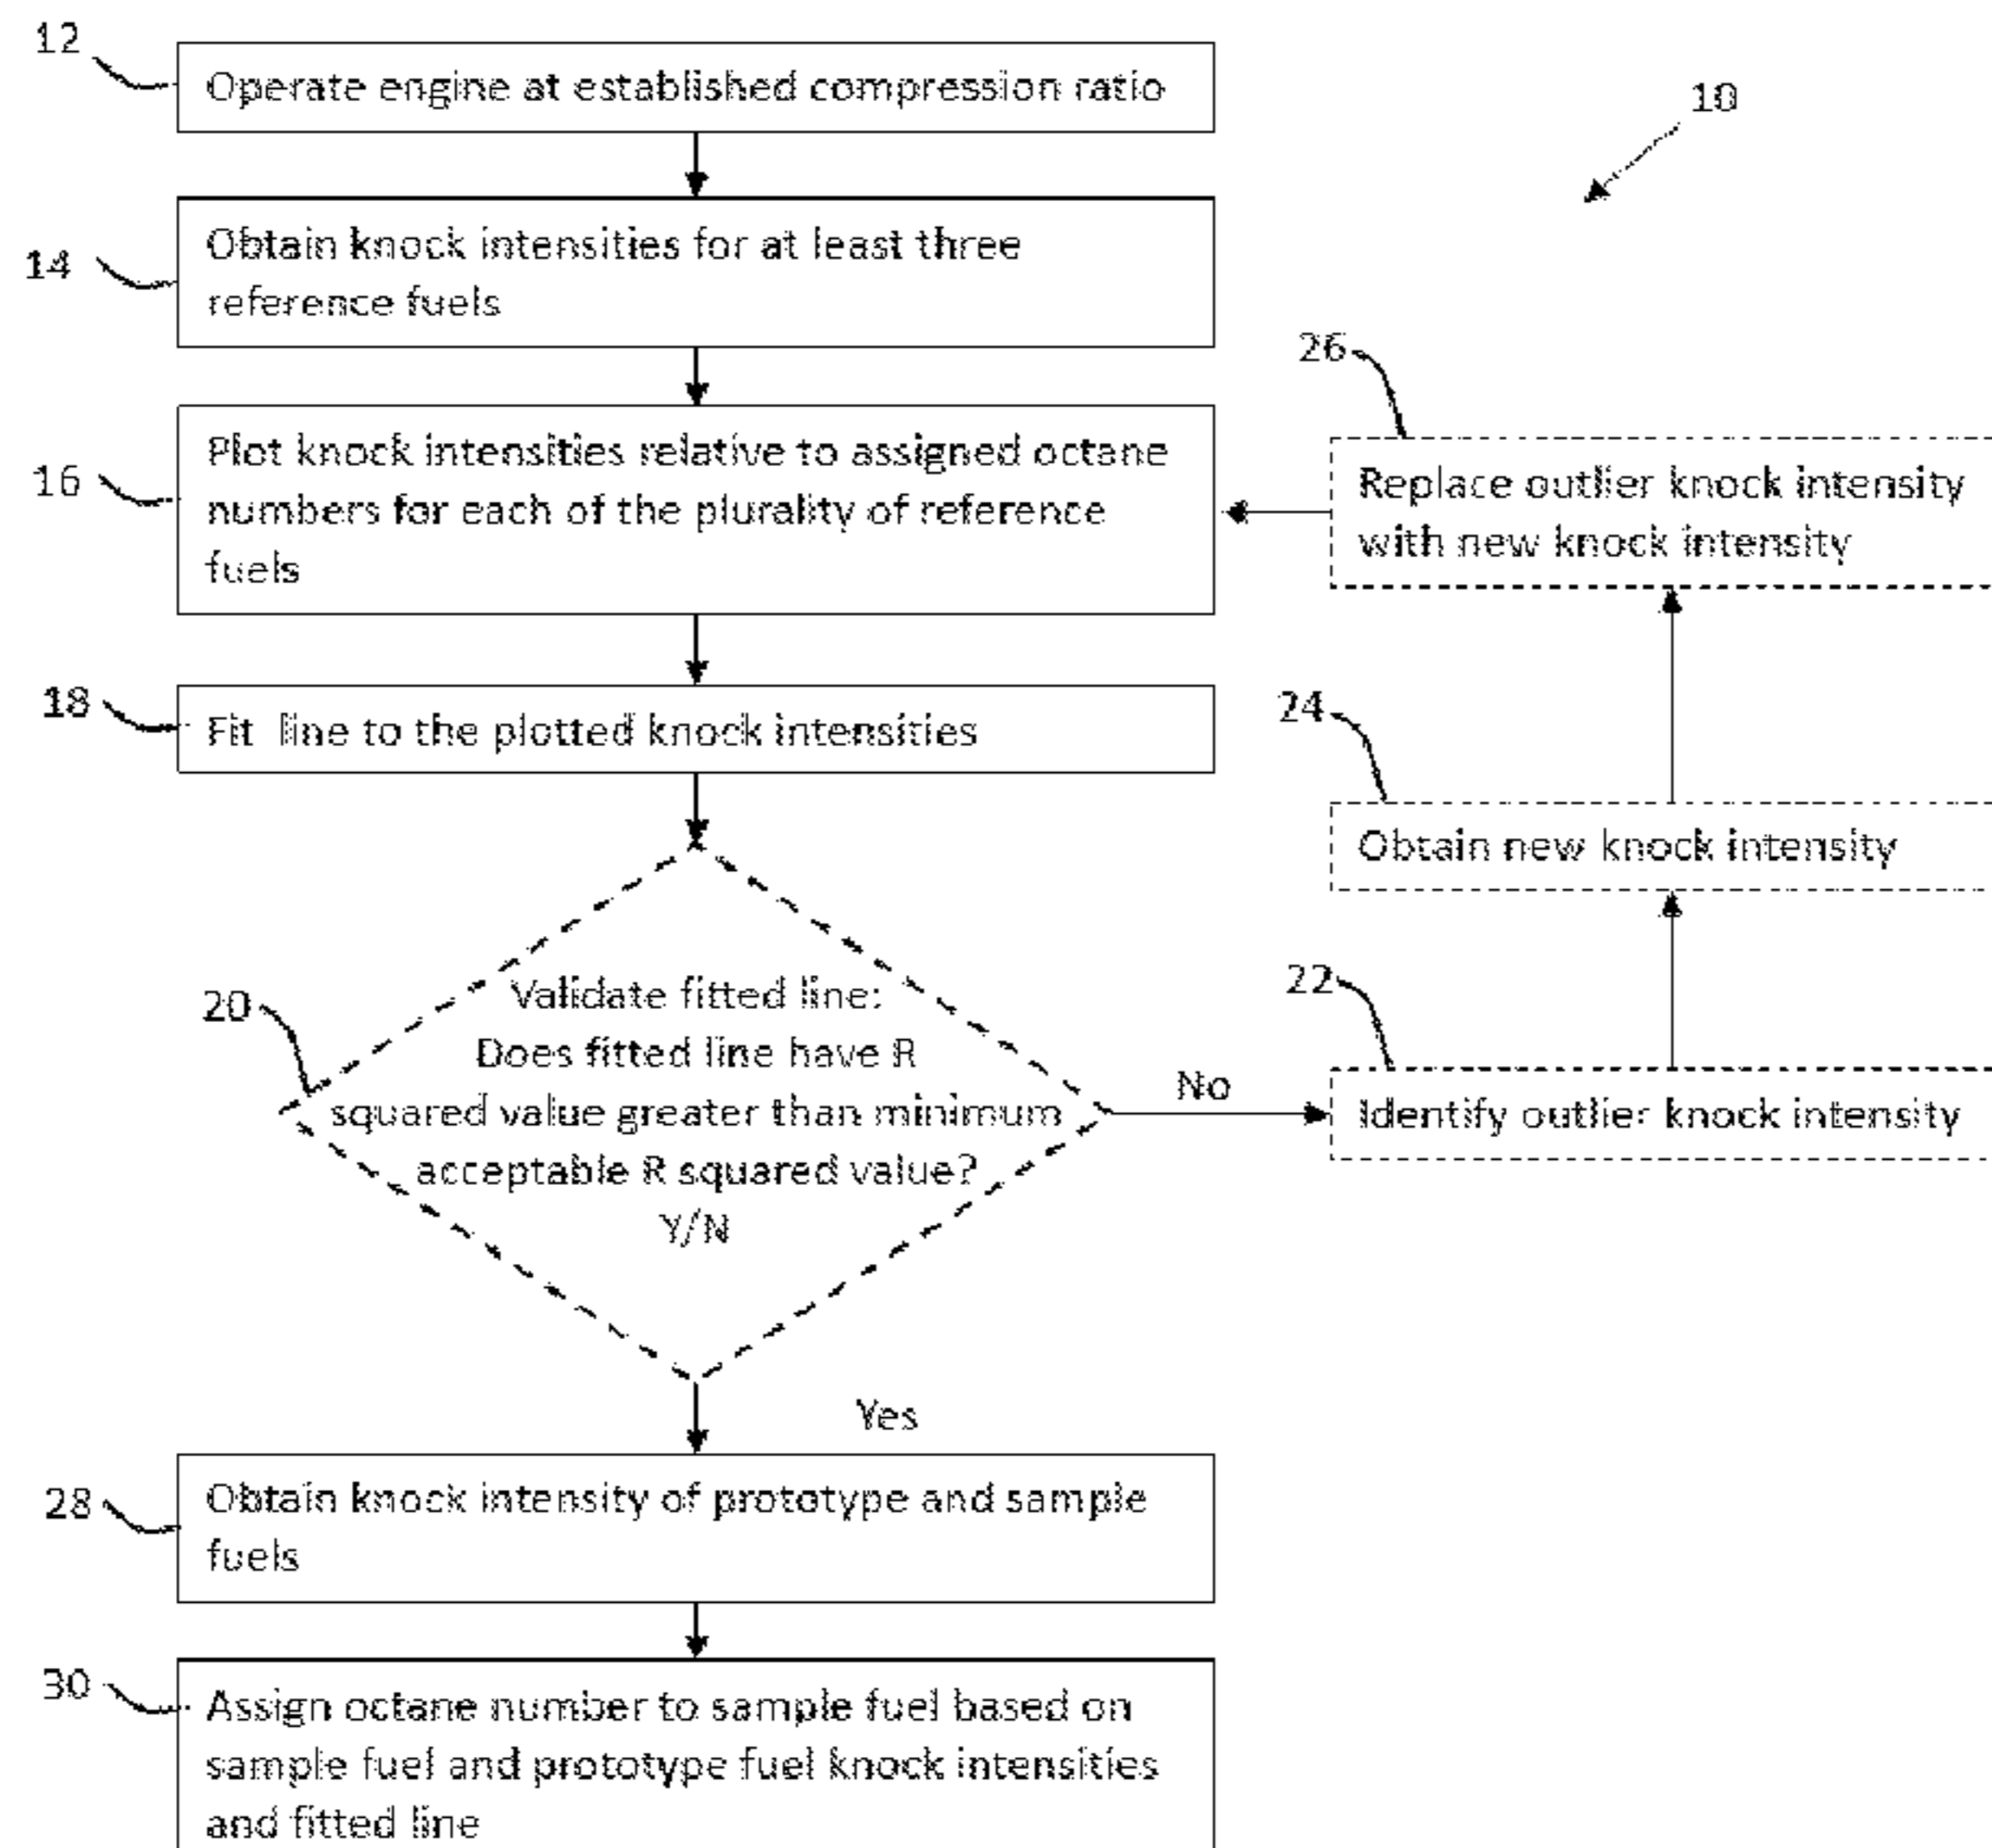 12
Operate engine at established compression ratio
10
14
Obtain knock intensities for at least three
reference fuels
26
16
Plot knock intensities relative to assigned octane
numbers for each of the plurality of reference
fuels
Replace outlier knock intensity
with new knock intensity
18
Fit line to the plotted knock intensities
24
Obtain new knock intensity
20
Validate fitted line:
Does fitted line have R
squared value greater than minimum
acceptable R squared value?
Y/N
No
22
Identify outlier knock intensity
Yes
28
Obtain knock intensity of prototype and sample
fuels
30
Assign octane number to sample fuel based on
sample fuel and prototype fuel knock intensities
and fitted line